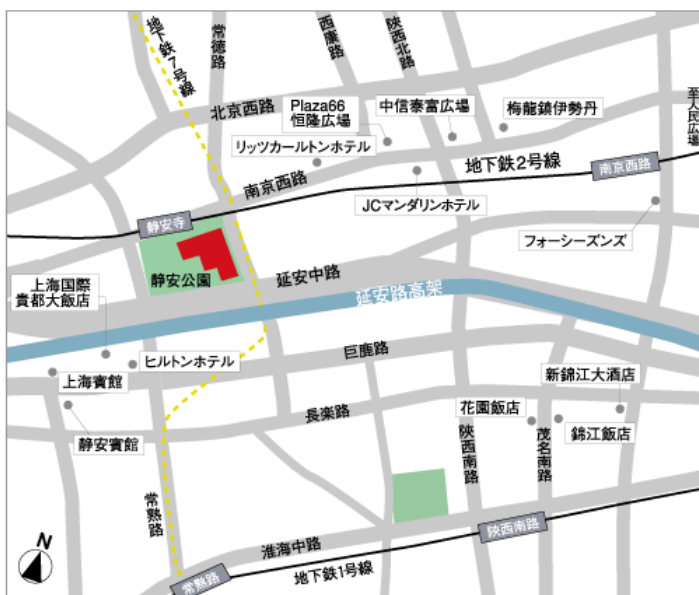 地下鉄7号線
常徳路
西康路
陝西北路
至人民広場
北京西路
Plaza66
恒隆広場
中信泰富広場
梅龍鎮伊勢丹
リッツカールトンホテル
南京西路
地下鉄2号線
南京西路
JCマンダリンホテル
静安寺
フォーシーズンズ
静安公園
延安中路
上海国際
貴都大飯店
延安路高架
ヒルトンホテル
巨鹿路
上海賓館
新錦江大酒店
長楽路
花園飯店
錦江飯店
静安賓館
陝西南路
茂名南路
常熟路
陝西南路
淮海中路
N
地下鉄1号線
常熟路